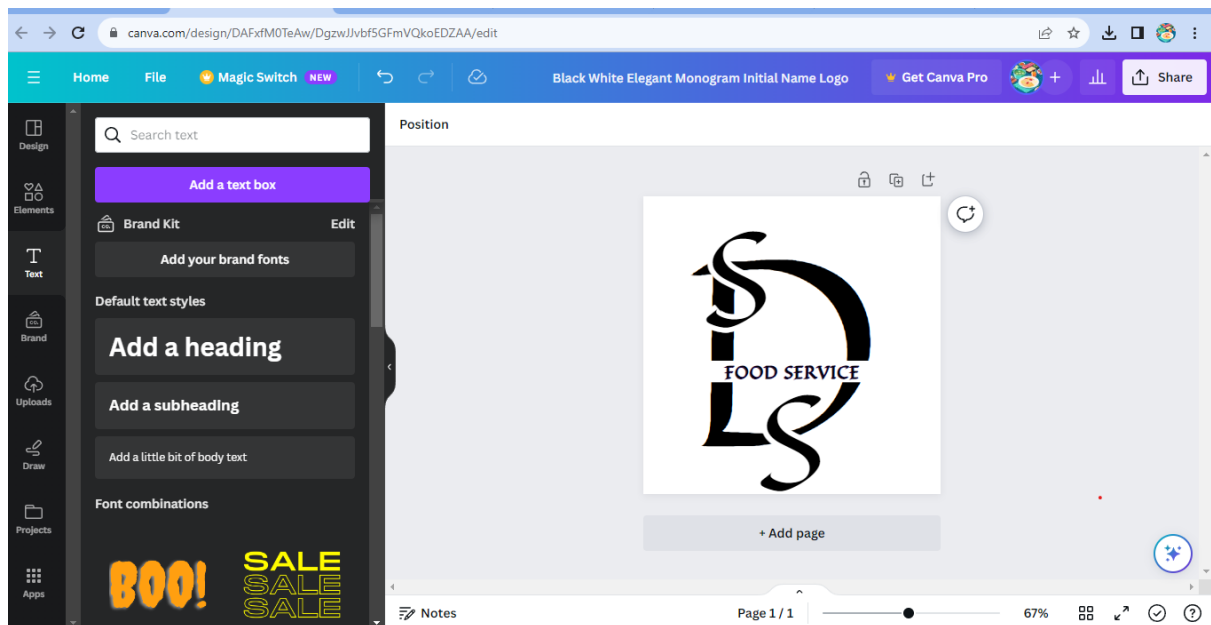 canva.com/design/DAFxfM0TeAw/DgzwJJvbf5GFmVQkoEDZAA/edit
Home File Magic Switch NEW Black White Elegant Monogram Initial Name Logo Get Canva Pro + Share
Design
Elements
Text
Brand
Uploads
Draw
Projects
Apps
Search text
Add a text box
Brand Kit Edit
Add your brand fonts
Default text styles
Add a heading
Add a subheading
Add a little bit of body text
Font combinations
BOO!
SALE
SALE
SALE
Position
S
D
FOOD SERVICE
S
+ Add page
Notes Page 1 / 1 67%